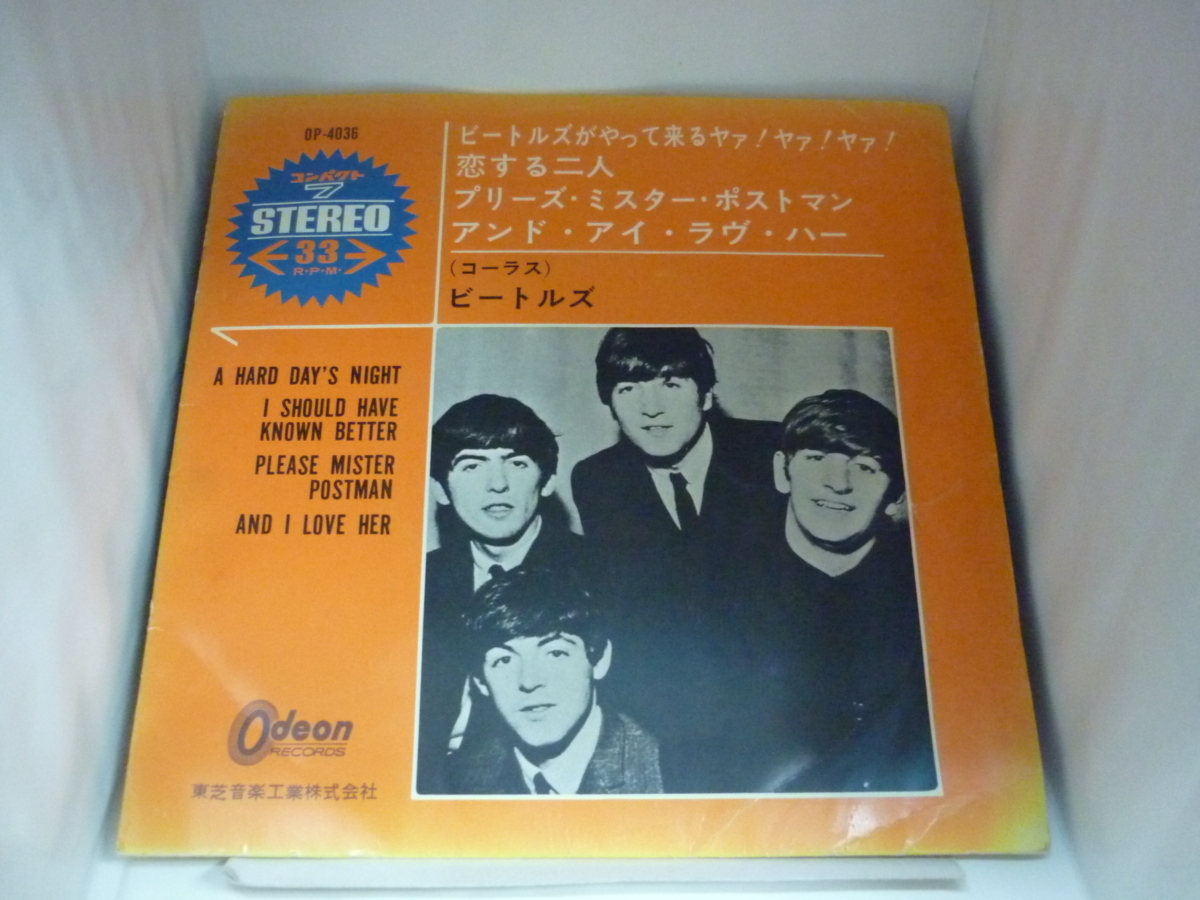 OP-4036
コンパクト
7
STEREO
33
R・P・M・
ビートルズがやって来るヤァ！ヤァ！ヤァ！
恋する二人
プリーズ・ミスター・ポストマン
アンド・アイ・ラヴ・ハー
(コーラス)
ビートルズ
A HARD DAY'S NIGHT
I SHOULD HAVE
KNOWN BETTER
PLEASE MISTER
POSTMAN
AND I LOVE HER
Odeon
RECORDS
東芝音楽工業株式会社